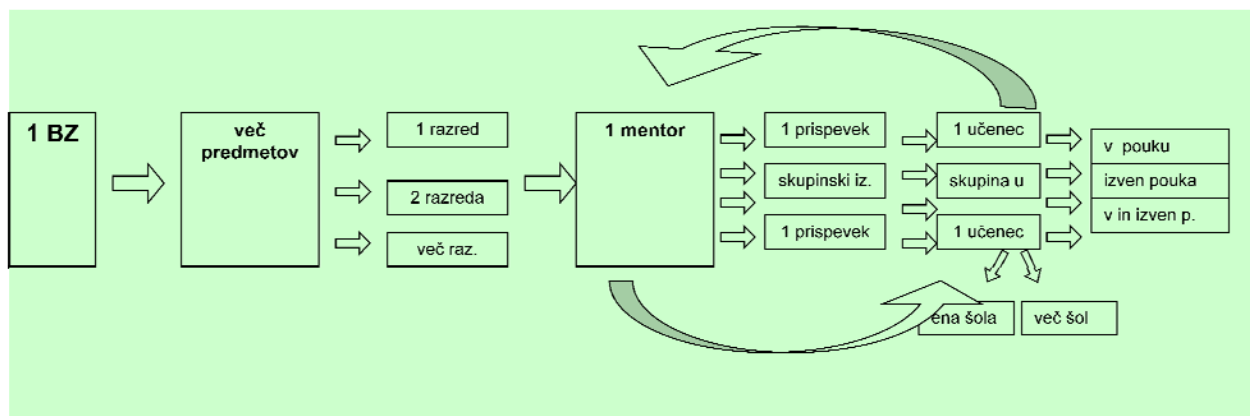 1 BZ
več
predmetov
1 razred
2 razreda
več raz.
1 mentor
1 prispevek
skupinski iz.
1 prispevek
1 učenec
skupina u
1 učenec
v pouku
izven pouka
v in izven p.
ena šola
več šol